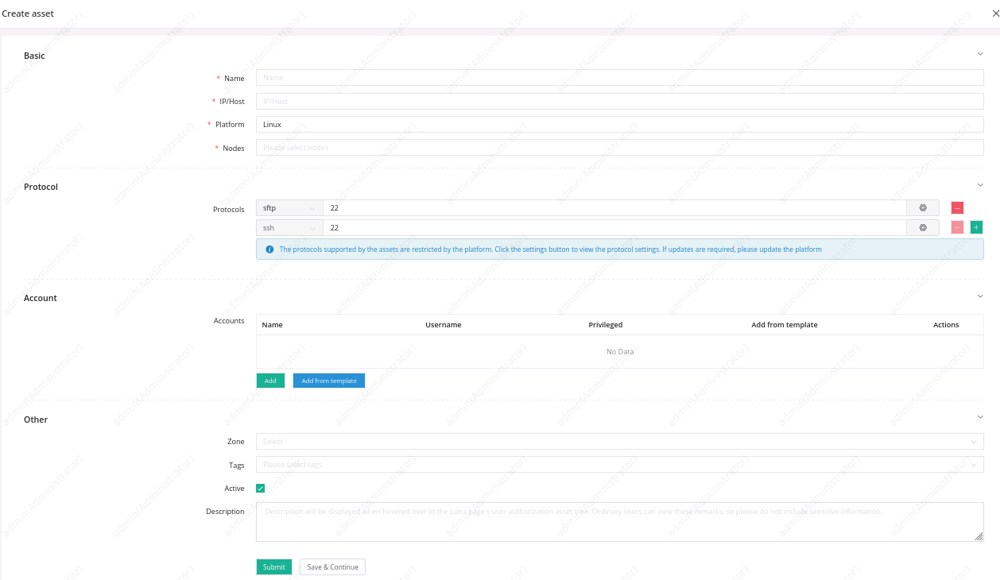 Create asset
Basic
* Name Name
* IP/Host IP/Host
* Platform Linux
* Nodes Please select nodes
Protocol
Protocols sftp 22
ssh 22
The protocols supported by the assets are restricted by the platform. Click the settings button to view the protocol settings. If updates are required, please update the platform
Account
Accounts Name Username Privileged Add from template Actions
No Data
Add Add from template
Other
Zone Select
Tags Please select tags
Active
Description Description will be displayed when hovered over in the Luna page's user authorization asset tree. Ordinary users can view these remarks, so please do not include sensitive information.
Submit Save & Continue
admin(Administrator)